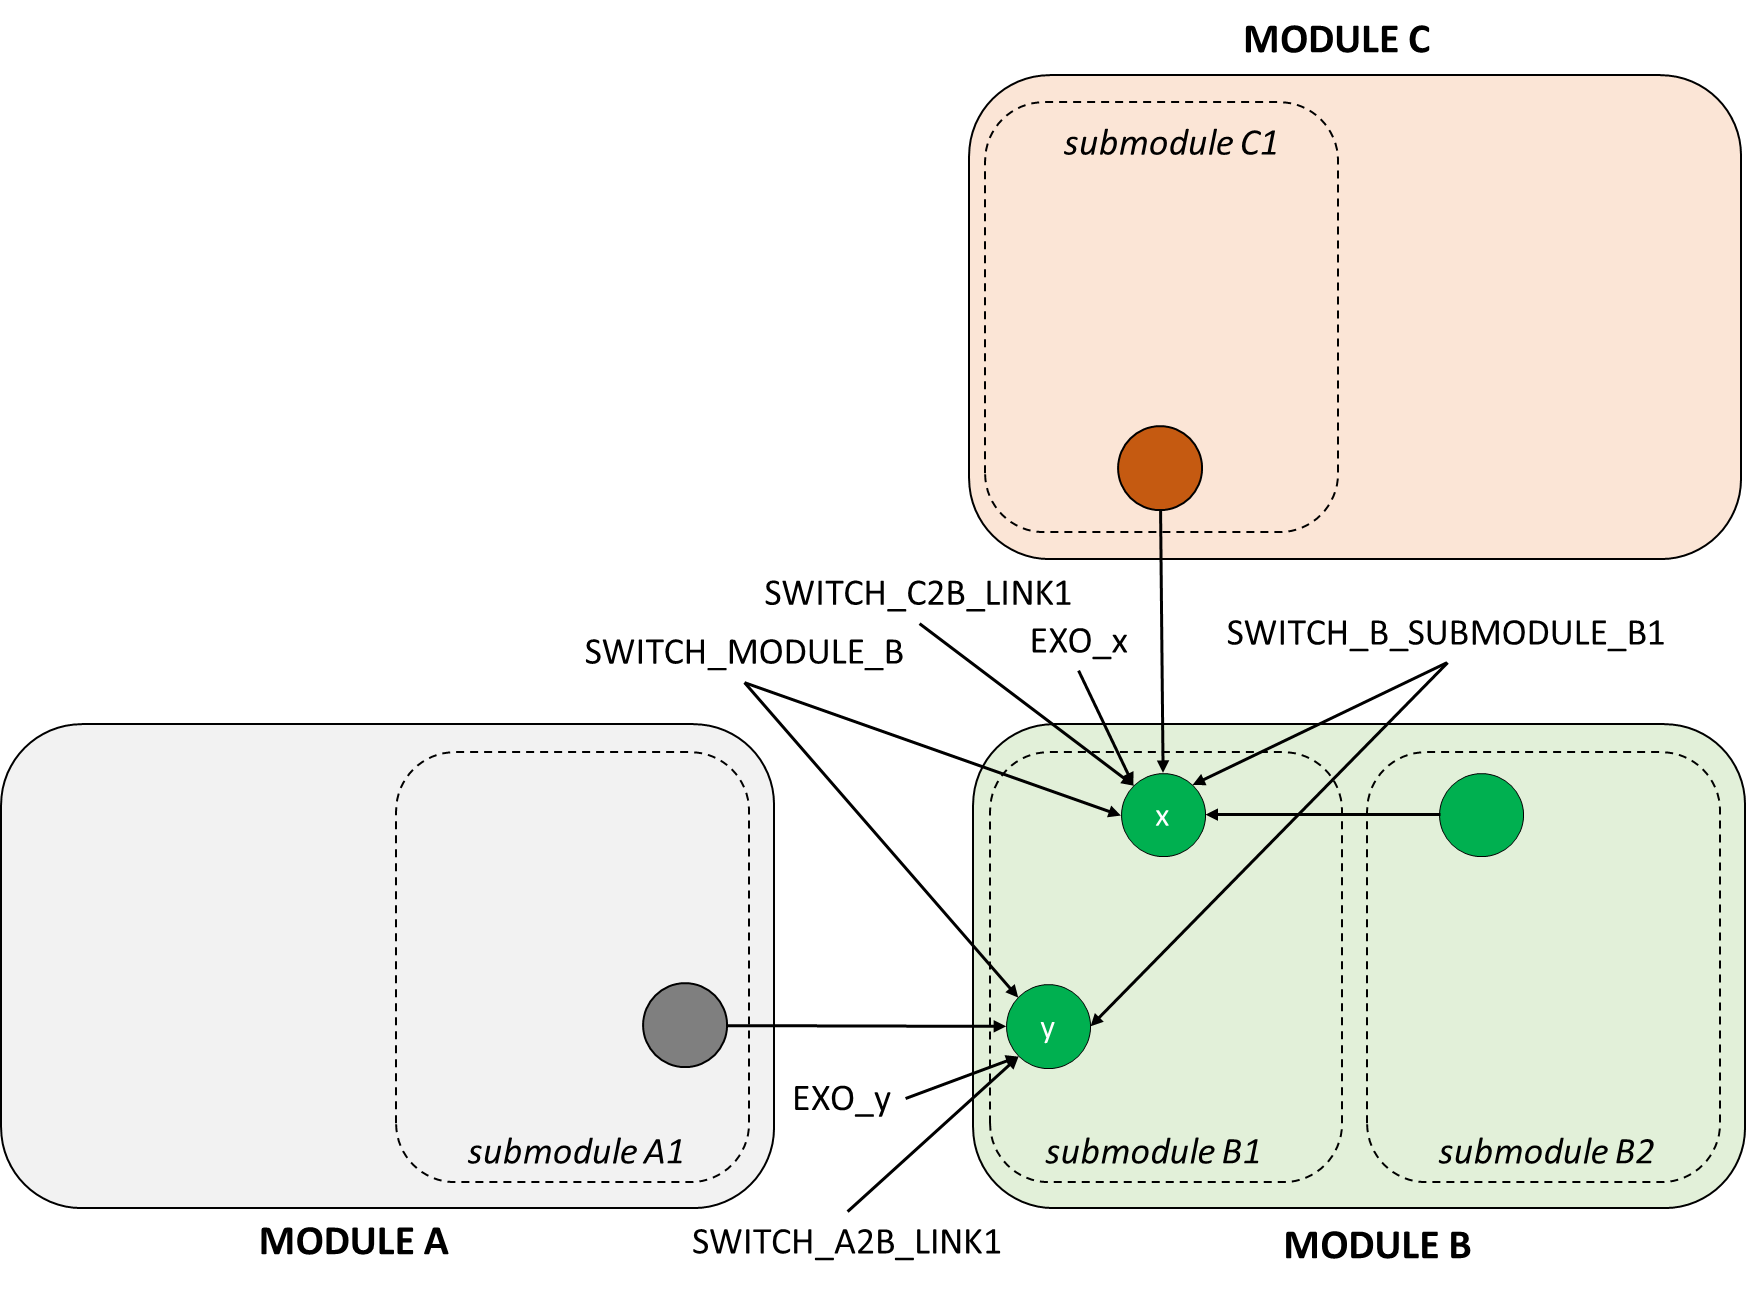 MODULE C
submodule C1
SWITCH_C2B_LINK1
SWITCH_MODULE_B
EXO_x
SWITCH_B_SUBMODULE_B1
x
y
EXO_y
submodule A1
submodule B1
submodule B2
SWITCH_A2B_LINK1
MODULE A
MODULE B